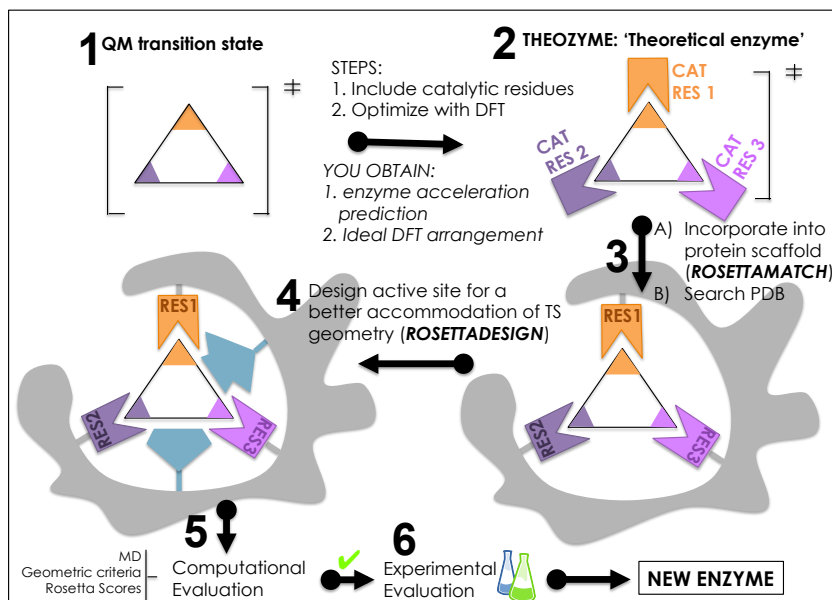 1 QM transition state
‡
STEPS:
1. Include catalytic residues
2. Optimize with DFT
YOU OBTAIN:
1. enzyme acceleration
prediction
2. Ideal DFT arrangement
2 THEOZYME: 'Theoretical enzyme'
CAT
RES 1
‡
CAT
RES 2
CAT
RES 3
3
A) Incorporate into
protein scaffold
(ROSETTAMATCH)
B) Search PDB
RES1
RES2
RES3
4 Design active site for a
better accommodation of TS
geometry (ROSETTADESIGN)
RES1
RES2
RES3
5
MD
Geometric criteria
Rosetta Scores
Computational
Evaluation
✓
6
Experimental
Evaluation
NEW ENZYME